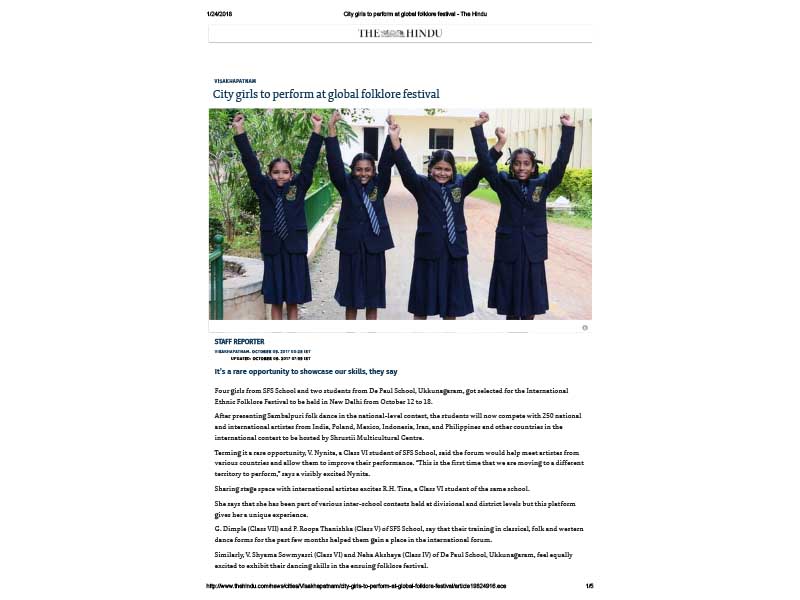 1/24/2018 City girls to perform at global folklore festival - The Hindu
THE HINDU
VISAKHAPATNAM
City girls to perform at global folklore festival
STAFF REPORTER
VISAKHAPATNAM, OCTOBER 09, 2017
UPDATED: OCTOBER 09, 2017
It's a rare opportunity to showcase our skills, they say
Four girls from SFS School and two students from De Paul School, Ukkunagaram, got selected for the International
Ethnic Folklore Festival to be held in New Delhi from October 12 to 18.
After presenting Sambalpuri folk dance in the national-level contest, the students will now compete with 250 national
and international artistes from India, Poland, Mexico, Indonesia, Iran, and Philippines and other countries in the
international contest to be hosted by Shrustii Multicultural Centre.
Terming it a rare opportunity, V. Nynita, a Class VI student of SFS School, said the forum would help meet artistes from
various countries and allow them to improve their performance. “This is the first time that we are moving to a different
territory to perform,” says a visibly excited Nynita.
Sharing stage space with international artistes excites R.H. Tina, a Class VI student of the same school.
She says that she has been part of various inter-school contests held at divisional and district levels but this platform
gives her a unique experience.
G. Dimple (Class VII) and P. Roopa Thanishka (Class V) of SFS School, say that their training in classical, folk and western
dance forms for the past few months helped them gain a place in the international forum.
Similarly, V. Shyama Sowmyasri (Class VI) and Neha Akshaya (Class IV) of De Paul School, Ukkunagaram, feel equally
excited to exhibit their dancing skills in the ensuing folklore festival.
http://www.thehindu.com/news/cities/Visakhapatnam/city-girls-to-perform-at-global-folklore-festival/article19824916.ece 1/5